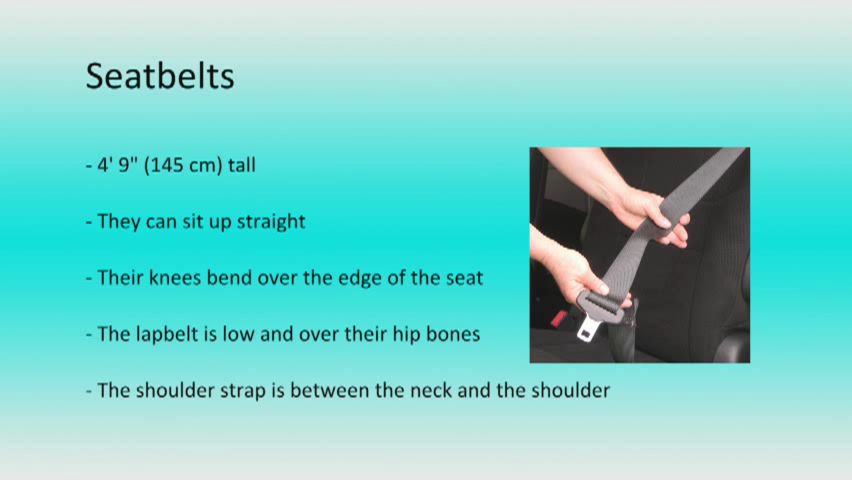 Seatbelts
- 4' 9" (145 cm) tall
- They can sit up straight
- Their knees bend over the edge of the seat
- The lapbelt is low and over their hip bones
- The shoulder strap is between the neck and the shoulder